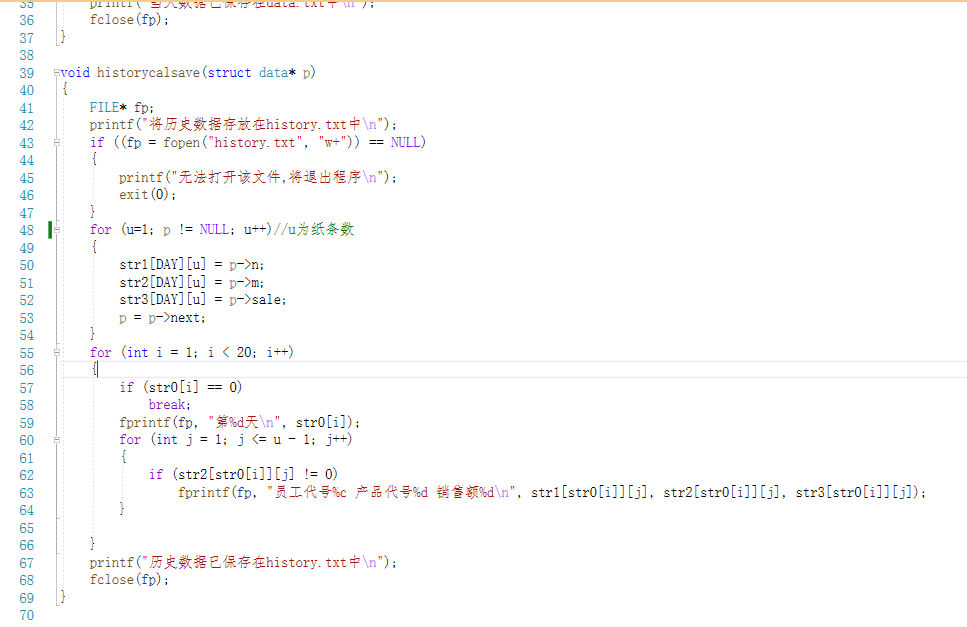 35 printf("当天数据已保存在data.txt中\n");
36 fclose(fp);
37 }
38
39 void historycalsave(struct data* p)
40 {
41 FILE* fp;
42 printf("将历史数据存放在history.txt中\n");
43 if ((fp = fopen("history.txt", "w+")) == NULL)
44 {
45 printf("无法打开该文件,将退出程序\n");
46 exit(0);
47 }
48 for (u=1; p != NULL; u++)//u为纸条数
49 {
50 str1[DAY][u] = p->n;
51 str2[DAY][u] = p->m;
52 str3[DAY][u] = p->sale;
53 p = p->next;
54 }
55 for (int i = 1; i < 20; i++)
56 {
57 if (str0[i] == 0)
58 break;
59 fprintf(fp, "第%d天\n", str0[i]);
60 for (int j = 1; j <= u - 1; j++)
61 {
62 if (str2[str0[i]][j] != 0)
63 fprintf(fp, "员工代号%c 产品代号%d 销售额%d\n", str1[str0[i]][j], str2[str0[i]][j], str3[str0[i]][j]);
64 }
65
66 }
67 printf("历史数据已保存在history.txt中\n");
68 fclose(fp);
69 }
70